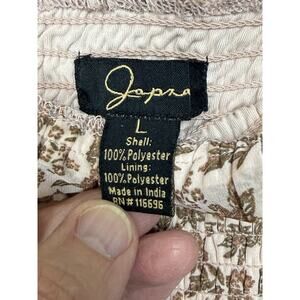 Japna
L
Shell:
100% Polyester
Lining:
100% Polyester
Made in India
RN# 116696